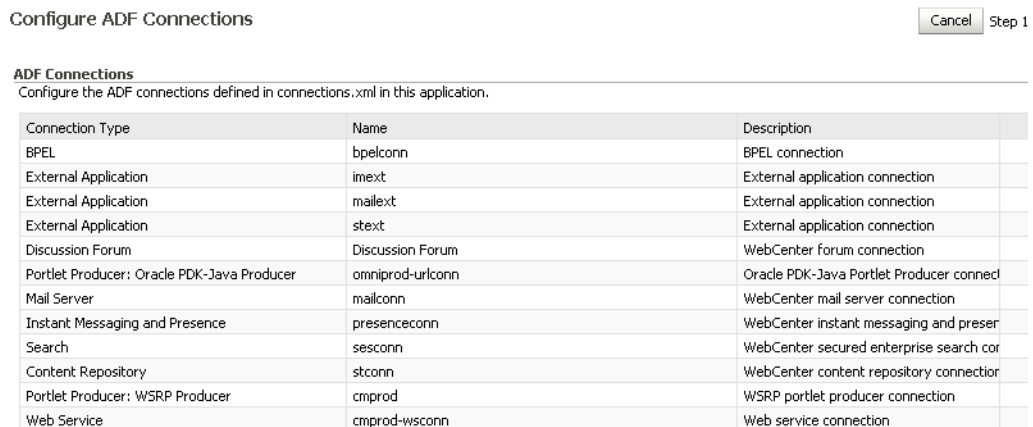 Configure ADF Connections Cancel Step 1
ADF Connections
Configure the ADF connections defined in connections.xml in this application.
Connection Type Name Description
BPEL bpelconn BPEL connection
External Application imext External application connection
External Application mailext External application connection
External Application stext External application connection
Discussion Forum Discussion Forum WebCenter forum connection
Portlet Producer: Oracle PDK-Java Producer omniprod-urlconn Oracle PDK-Java Portlet Producer connect
Mail Server mailconn WebCenter mail server connection
Instant Messaging and Presence presenceconn WebCenter instant messaging and presen
Search sesconn WebCenter secured enterprise search cor
Content Repository stconn WebCenter content repository connection
Portlet Producer: WSRP Producer cmprod WSRP portlet producer connection
Web Service cmprod-wsconn Web service connection